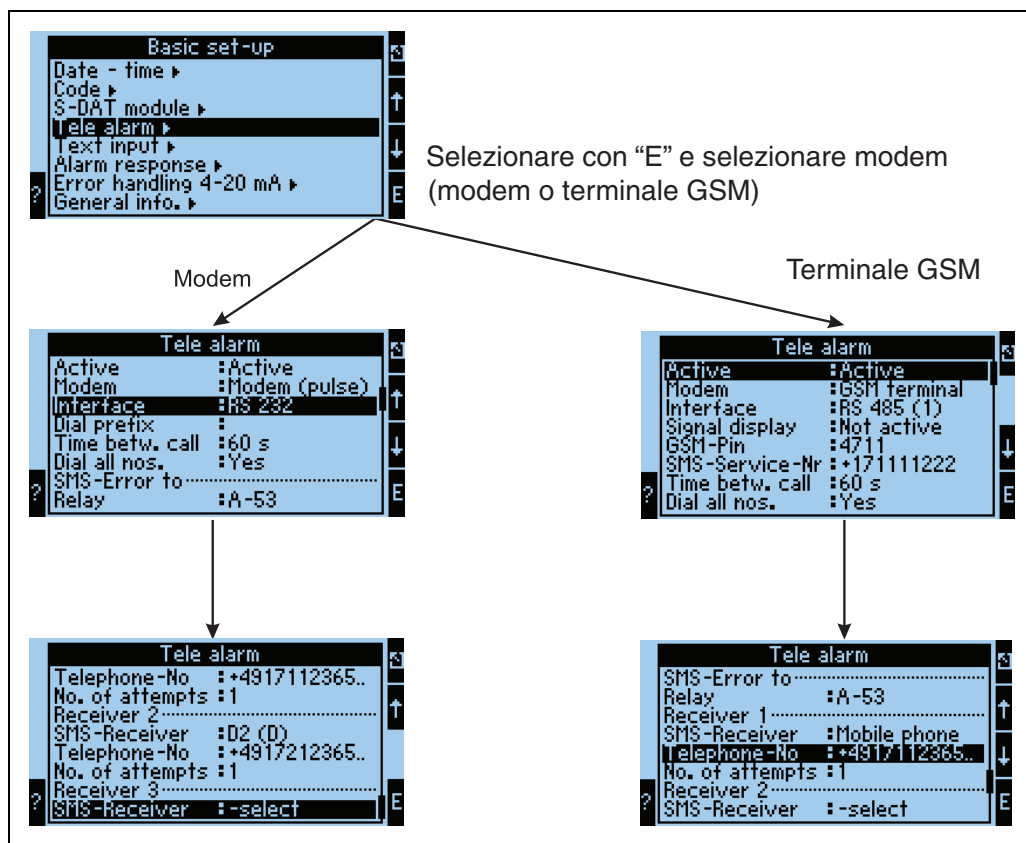 Basic set-up
Date - time
Code
S-DAT module
Tele alarm
Text input
Alarm response
Error handling 4-20 mA
General info.
?
E
Selezionare con “E” e selezionare modem
(modem o terminale GSM)
Modem
Terminale GSM
Tele alarm
Active :Active
Modem :Modem (pulse)
Interface :RS 232
Dial prefix :
Time betw. call :60 s
Dial all nos. :Yes
SMS-Error to
Relay :A-53
?
E
Tele alarm
Active :Active
Modem :GSM terminal
Interface :RS 485 (1)
Signal display :Not active
GSM-Pin :4711
SMS-Service-Nr :+171111222
Time betw. call :60 s
Dial all nos. :Yes
?
E
Tele alarm
Telephone-No :+4917112365..
No. of attempts :1
Receiver 2
SMS-Receiver :D2 (D)
Telephone-No :+4917212365..
No. of attempts :1
Receiver 3
SMS-Receiver :-select
?
E
Tele alarm
SMS-Error to
Relay :A-53
Receiver 1
SMS-Receiver :Mobile phone
Telephone-No :+4917112365..
No. of attempts :1
Receiver 2
SMS-Receiver :-select
?
E